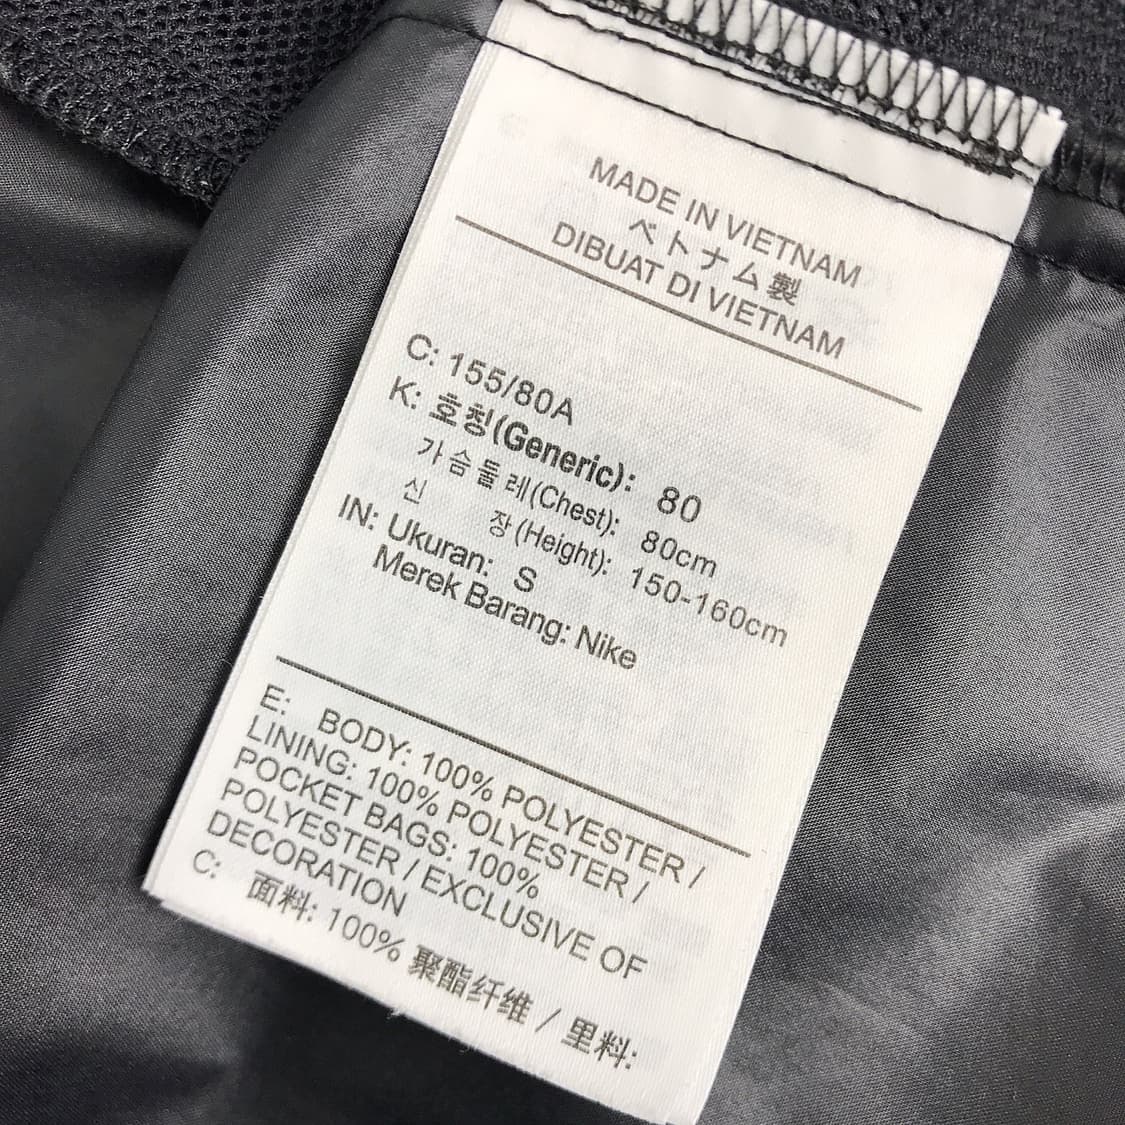 MADE IN VIETNAM
ベトナム製
DIBUAT DI VIETNAM
C: 155/80A
K: 호칭(Generic): 80
가슴둘레(Chest): 80cm
신 장(Height): 150-160cm
IN: Ukuran: S
Merek Barang: Nike
E: BODY: 100% POLYESTER /
LINING: 100% POLYESTER /
POCKET BAGS: 100%
POLYESTER / EXCLUSIVE OF
DECORATION
C: 面料: 100% 聚酯纤维 / 里料: